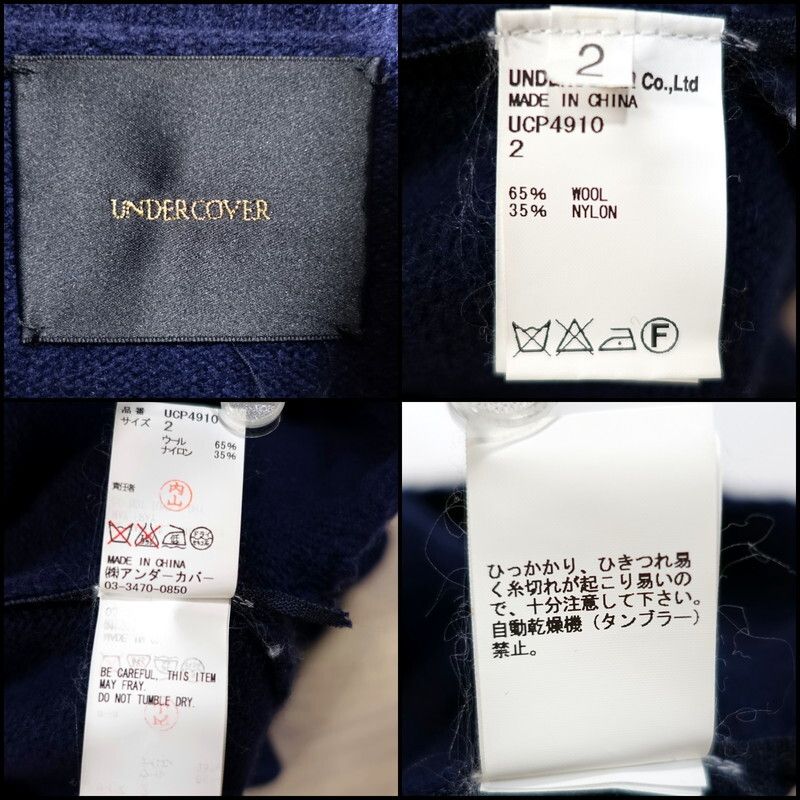 UNDERCOVER
2
Co.,Ltd
MADE IN CHINA
UCP4910
2
65% WOOL
35% NYLON
F
品番 UCP4910
サイズ 2
ウール 65%
ナイロン 35%
責任者
内山
低
MADE IN CHINA
㈱アンダーカバー
03-3470-0850
BE CAREFUL, THIS ITEM
MAY FRAY.
DO NOT TUMBLE DRY.
ひっかかり、ひきつれ易
く糸切れが起こり易いの
で、十分注意して下さい。
自動乾燥機（タンブラー）
禁止。